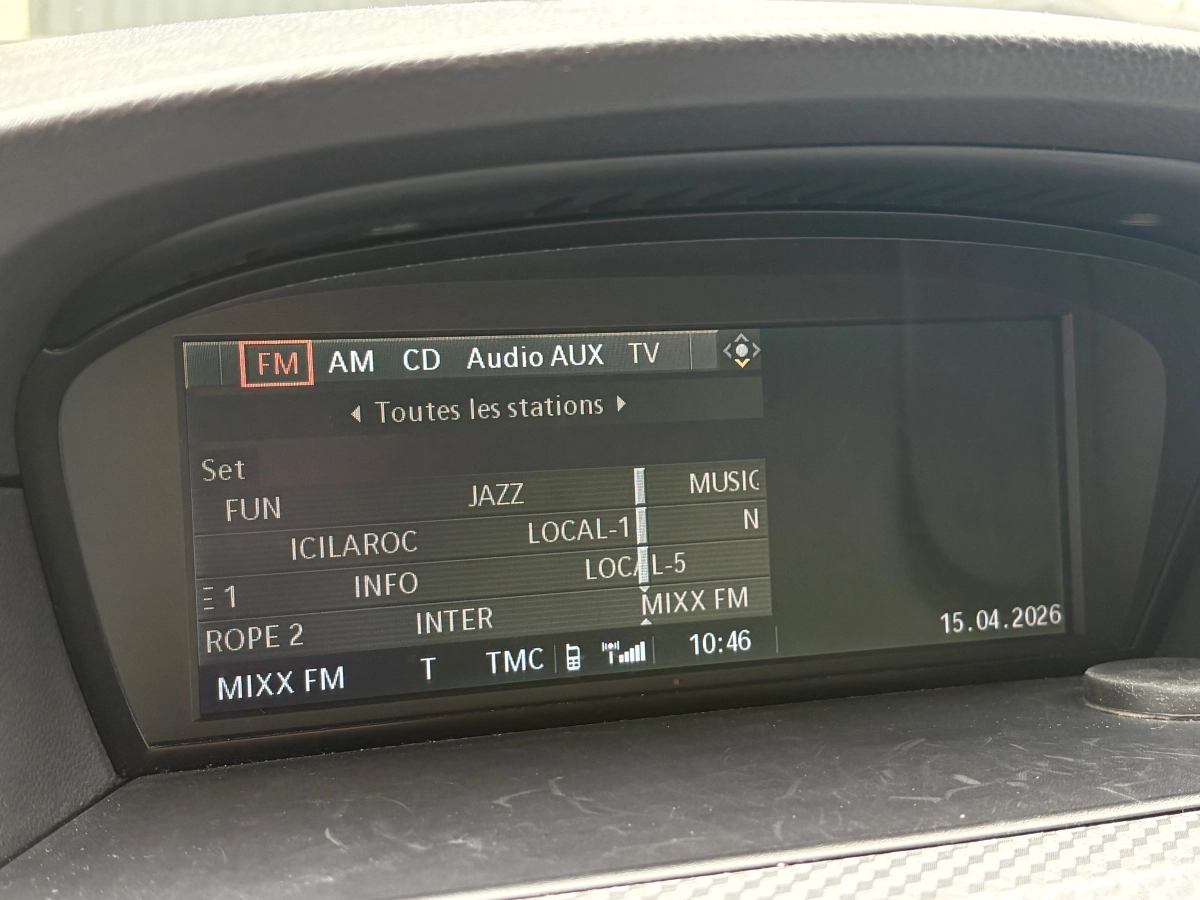 FM AM CD Audio AUX TV
Toutes les stations
Set
FUN JAZZ MUSIC
ICILAROC LOCAL-1 N
E 1 INFO LOCAL-5
ROPE 2 INTER MIXX FM
MIXX FM T TMC 10:46 15.04.2026